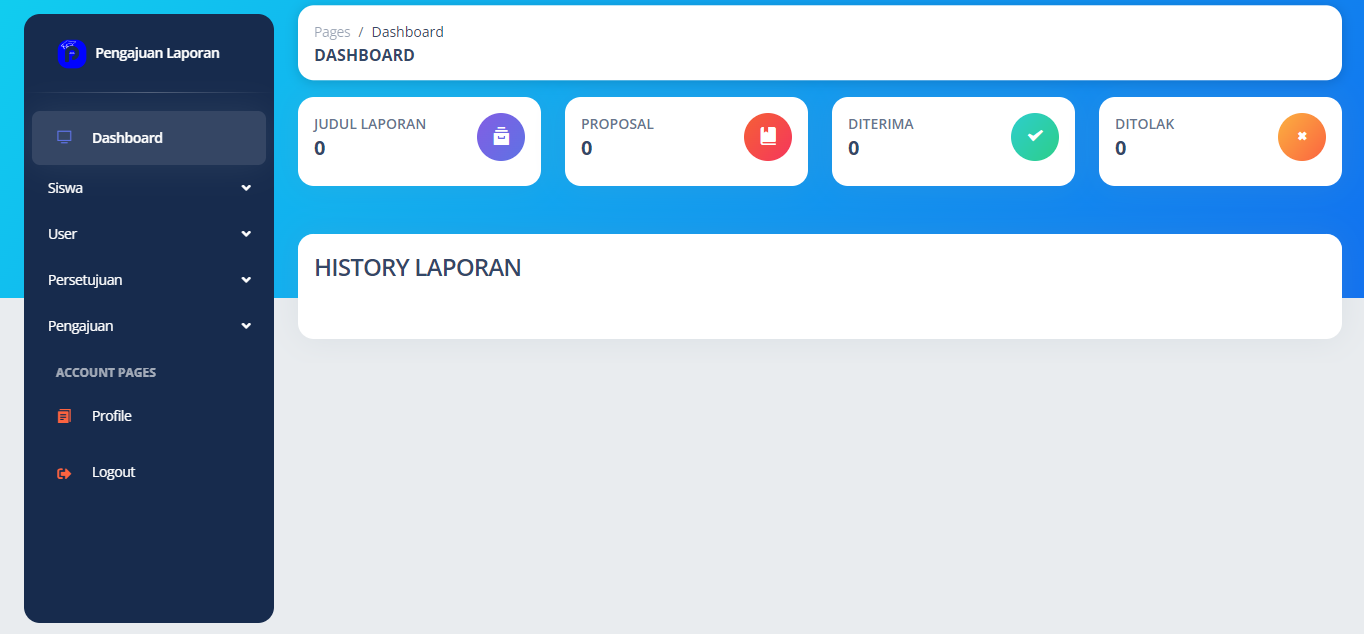 Pengajuan Laporan
Dashboard
Siswa
User
Persetujuan
Pengajuan
ACCOUNT PAGES
Profile
Logout
Pages / Dashboard
DASHBOARD
JUDUL LAPORAN
0
PROPOSAL
0
DITERIMA
0
DITOLAK
0
HISTORY LAPORAN